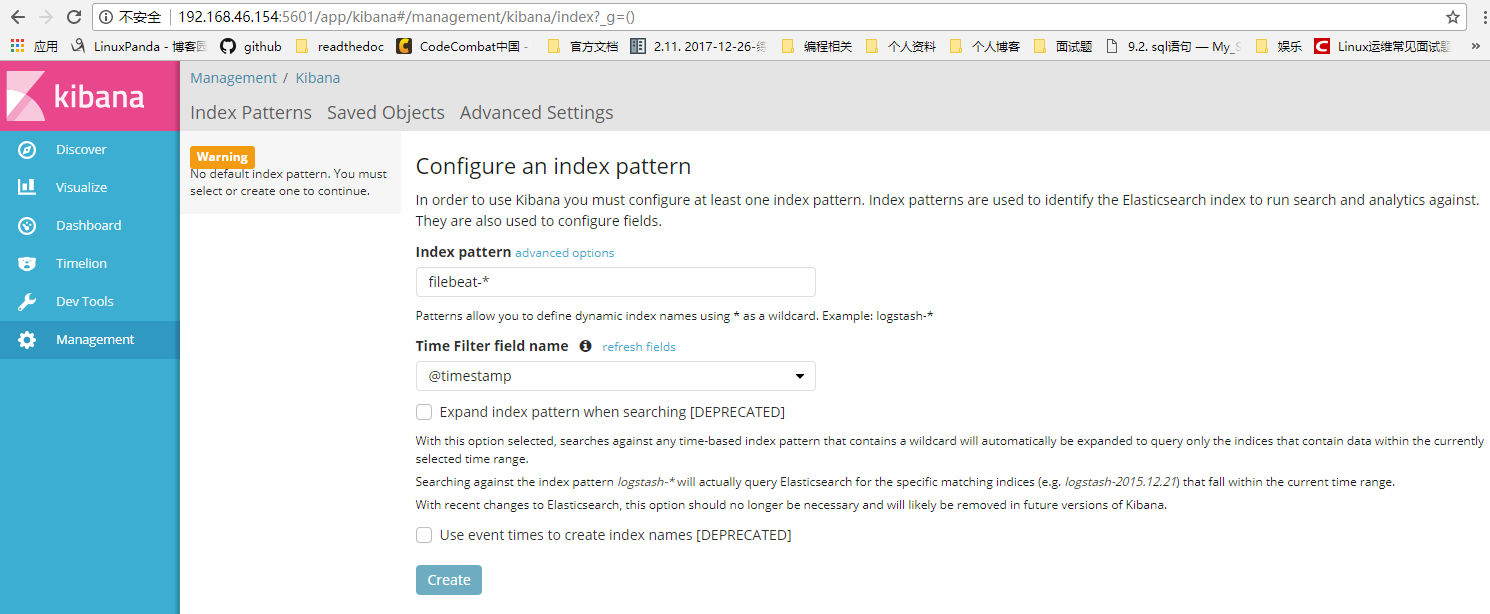 不安全 192.168.46.154:5601/app/kibana#/management/kibana/index?_g=()
应用 LinuxPanda - 博客园 github readthedoc CodeCombat中国 - 官方文档 2.11. 2017-12-26- 编程相关 个人资料 个人博客 面试题 9.2. sql语句 — My_S 娱乐 Linux运维常见面试题 »
kibana
Management / Kibana
Index Patterns Saved Objects Advanced Settings
Discover
Visualize
Dashboard
Timelion
Dev Tools
Management
Warning
No default index pattern. You must
select or create one to continue.
Configure an index pattern
In order to use Kibana you must configure at least one index pattern. Index patterns are used to identify the Elasticsearch index to run search and analytics against.
They are also used to configure fields.
Index pattern advanced options
filebeat-*
Patterns allow you to define dynamic index names using * as a wildcard. Example: logstash-*
Time Filter field name refresh fields
@timestamp
Expand index pattern when searching [DEPRECATED]
With this option selected, searches against any time-based index pattern that contains a wildcard will automatically be expanded to query only the indices that contain data within the currently
selected time range.
Searching against the index pattern logstash-* will actually query Elasticsearch for the specific matching indices (e.g. logstash-2015.12.21) that fall within the current time range.
With recent changes to Elasticsearch, this option should no longer be necessary and will likely be removed in future versions of Kibana.
Use event times to create index names [DEPRECATED]
Create